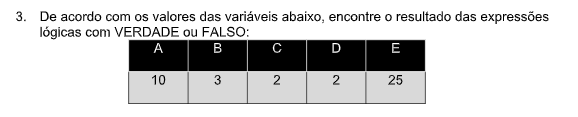 3. De acordo com os valores das variáveis abaixo, encontre o resultado das expressões
lógicas com VERDADE ou FALSO:
A B C D E
10 3 2 2 25